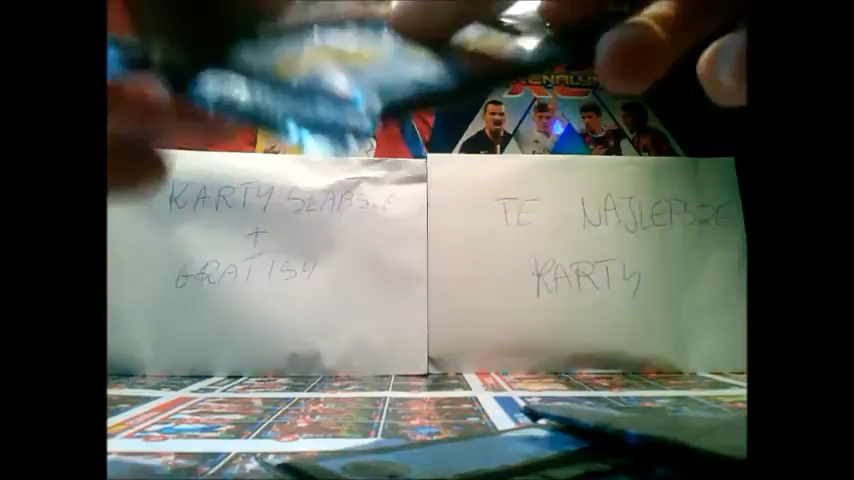 KARTY SŁABSZE
+
GRATISY
TE NAJLEPSZE
KARTY